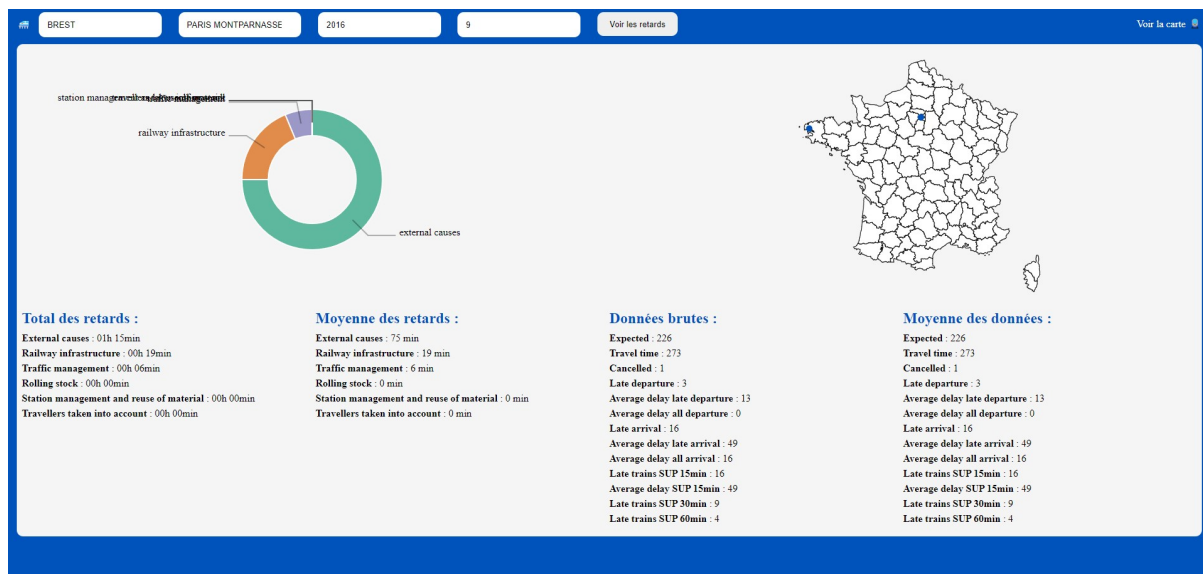 BREST
PARIS MONTPARNASSE
2016
9
Voir les retards
Voir la carte
station manage
railway infrastructure
external causes
Total des retards :
External causes : 01h 15min
Railway infrastructure : 00h 19min
Traffic management : 00h 06min
Rolling stock : 00h 00min
Station management and reuse of material : 00h 00min
Travellers taken into account : 00h 00min
Moyenne des retards :
External causes : 75 min
Railway infrastructure : 19 min
Traffic management : 6 min
Rolling stock : 0 min
Station management and reuse of material : 0 min
Travellers taken into account : 0 min
Données brutes :
Expected : 226
Travel time : 273
Cancelled : 1
Late departure : 3
Average delay late departure : 13
Average delay all departure : 0
Late arrival : 16
Average delay late arrival : 49
Average delay all arrival : 16
Late trains SUP 15min : 16
Average delay SUP 15min : 49
Late trains SUP 30min : 9
Late trains SUP 60min : 4
Moyenne des données :
Expected : 226
Travel time : 273
Cancelled : 1
Late departure : 3
Average delay late departure : 13
Average delay all departure : 0
Late arrival : 16
Average delay late arrival : 49
Average delay all arrival : 16
Late trains SUP 15min : 16
Average delay SUP 15min : 49
Late trains SUP 30min : 9
Late trains SUP 60min : 4